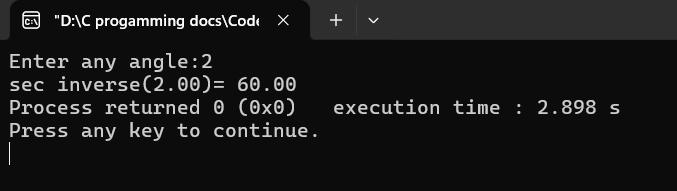 "D:\C progamming docs\Code
Enter any angle:2
sec inverse(2.00)= 60.00
Process returned 0 (0x0)   execution time : 2.898 s
Press any key to continue.